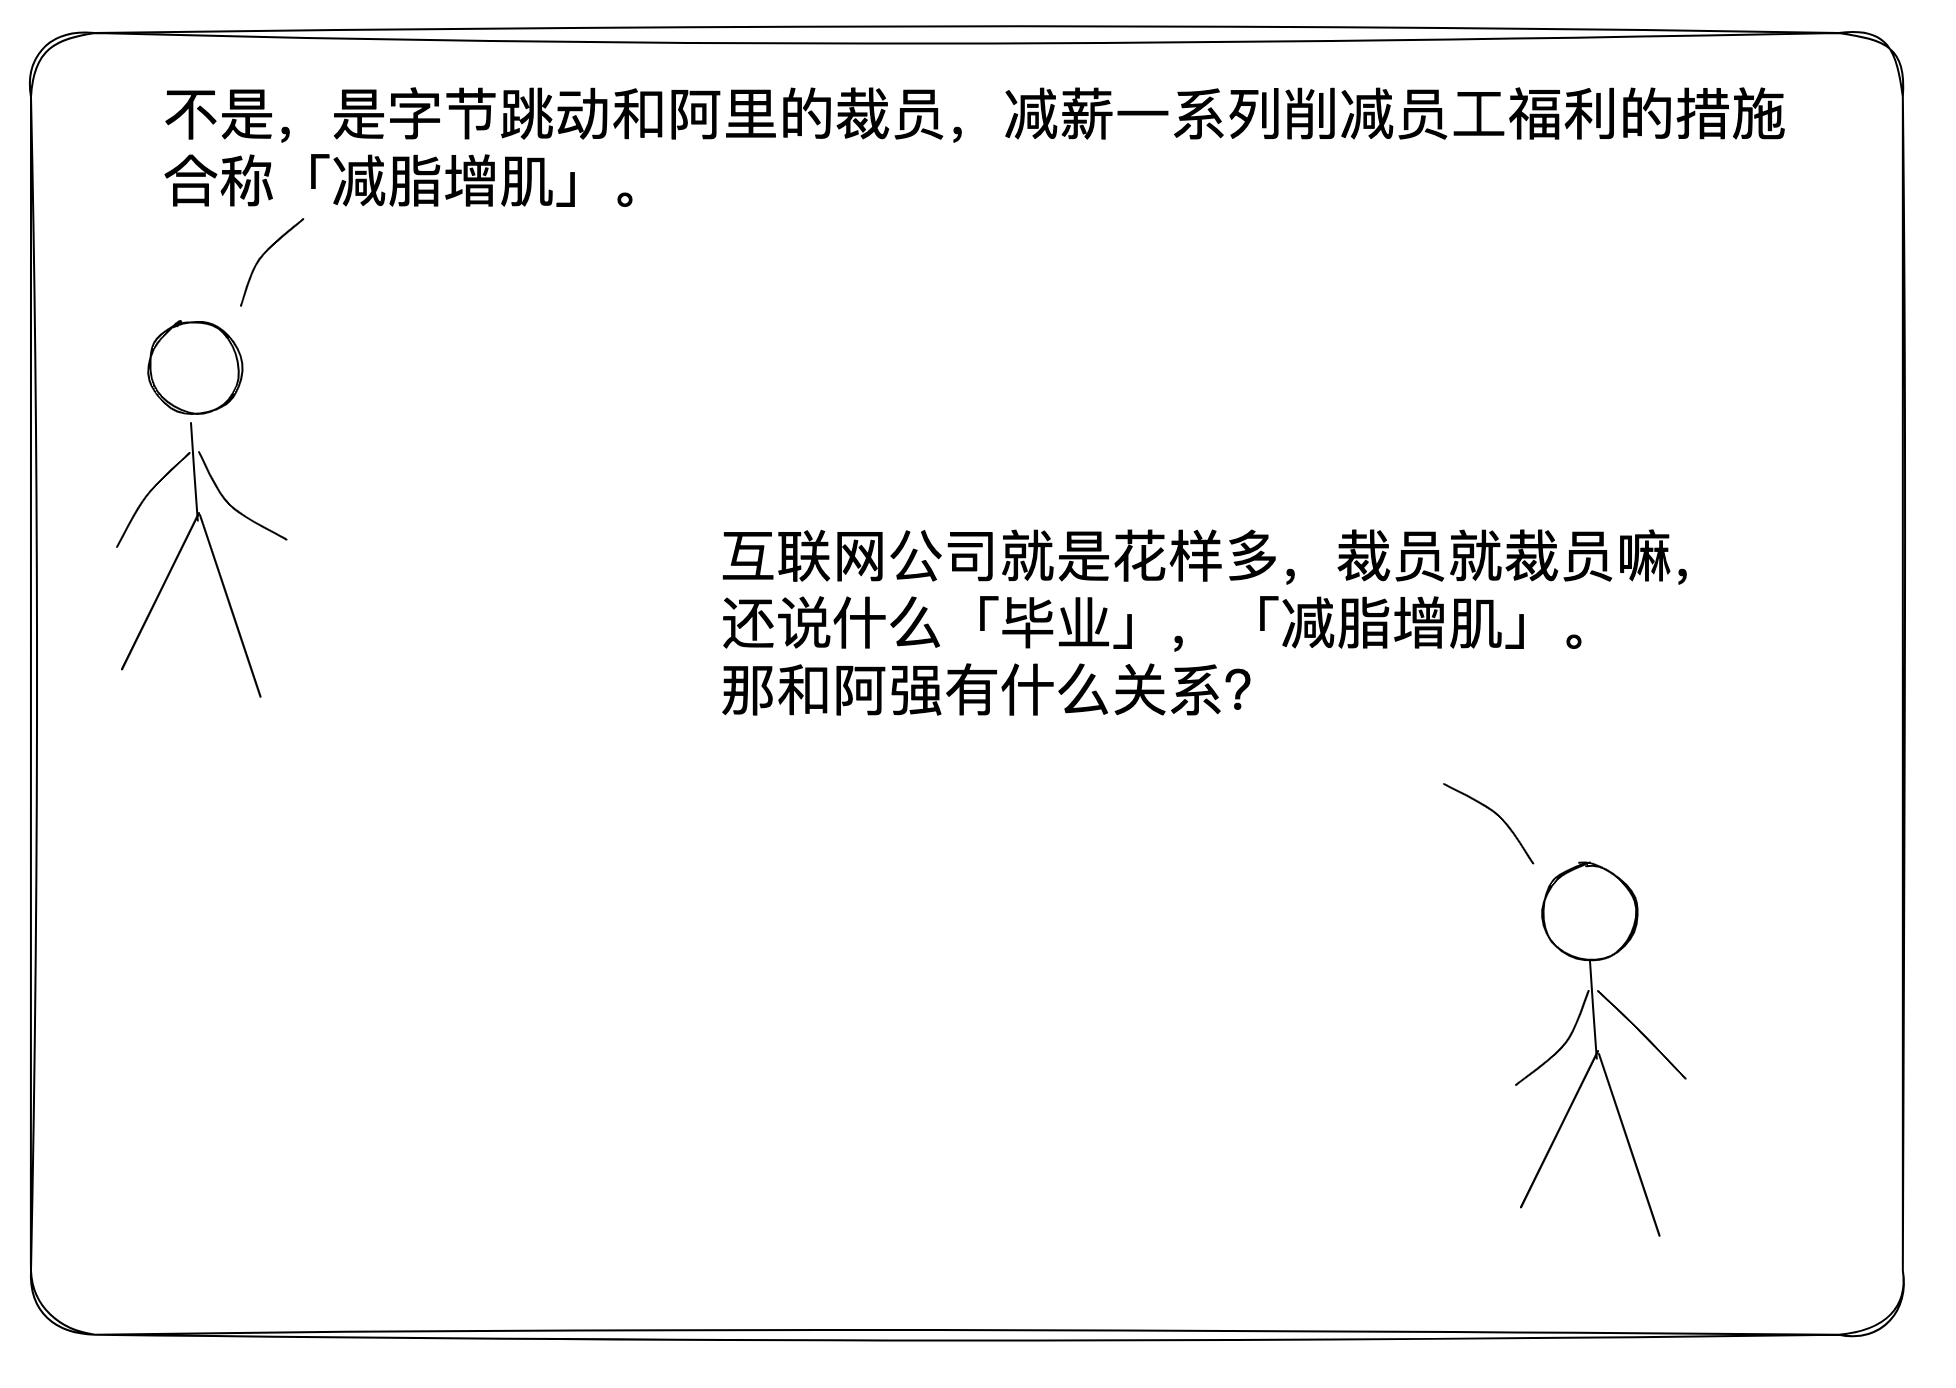 不是，是字节跳动和阿里的裁员，减薪一系列削减员工福利的措施
合称「减脂增肌」。
互联网公司就是花样多，裁员就裁员嘛，
还说什么「毕业」，「减脂增肌」。
那和阿强有什么关系？